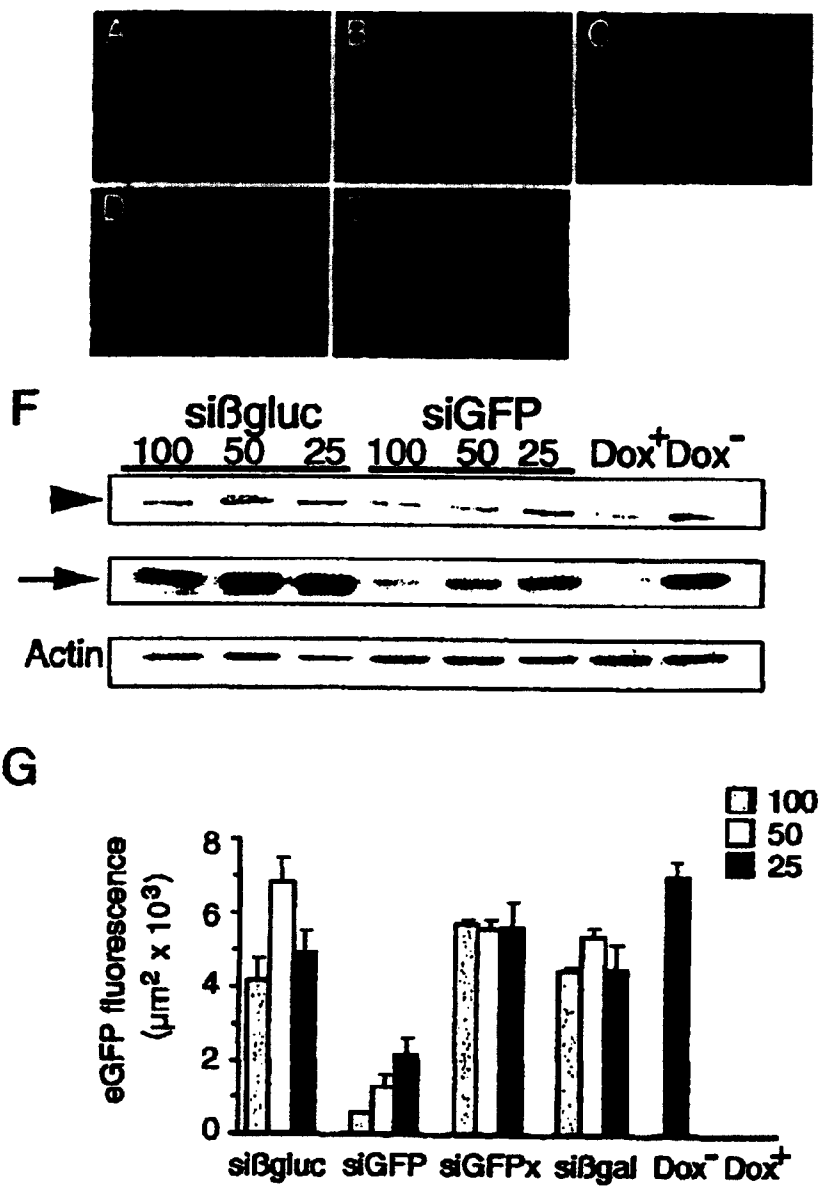 A B C
D
F
siβgluc siGFP
100 50 25 100 50 25 Dox+ Dox-
Actin
G
100
50
25
8
6
4
2
0
eGFP fluorescence
(µm² x 10³)
siβgluc siGFP siGFPx siβgal Dox- Dox+